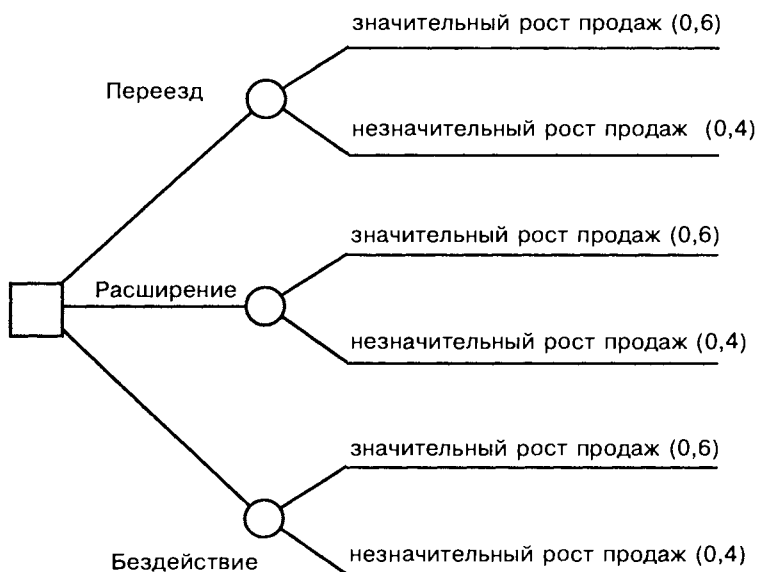 значительный рост продаж (0,6)
Переезд
незначительный рост продаж (0,4)
значительный рост продаж (0,6)
Расширение
незначительный рост продаж (0,4)
значительный рост продаж (0,6)
Бездействие
незначительный рост продаж (0,4)